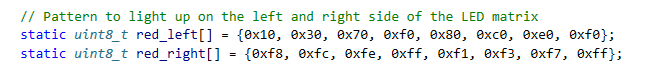 // Pattern to light up on the left and right side of the LED matrix
static uint8_t red_left[] = {0x10, 0x30, 0x70, 0xf0, 0x80, 0xc0, 0xe0, 0xf0};
static uint8_t red_right[] = {0xf8, 0xfc, 0xfe, 0xff, 0xf1, 0xf3, 0xf7, 0xff};